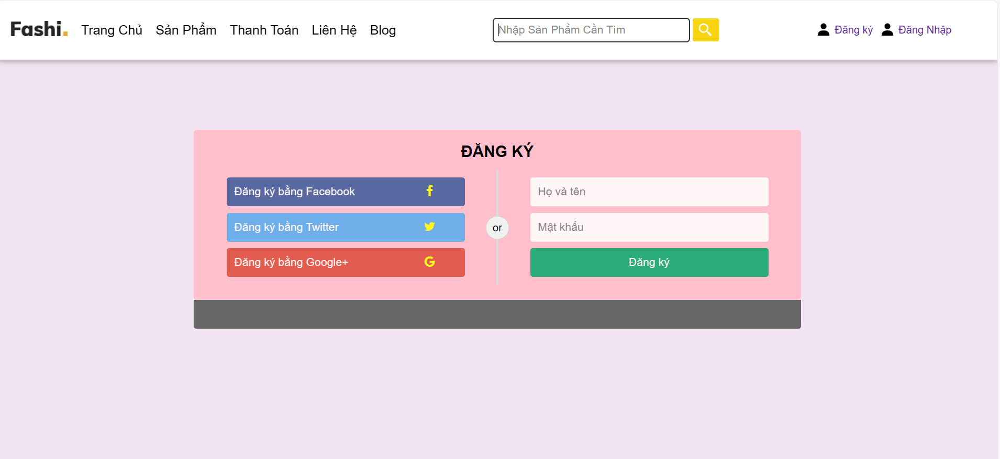 Fashi. Trang Chủ Sản Phẩm Thanh Toán Liên Hệ Blog Nhập Sản Phẩm Cần Tìm Đăng ký Đăng Nhập
ĐĂNG KÝ
Đăng ký bằng Facebook
Đăng ký bằng Twitter
Đăng ký bằng Google+
or
Họ và tên
Mật khẩu
Đăng ký